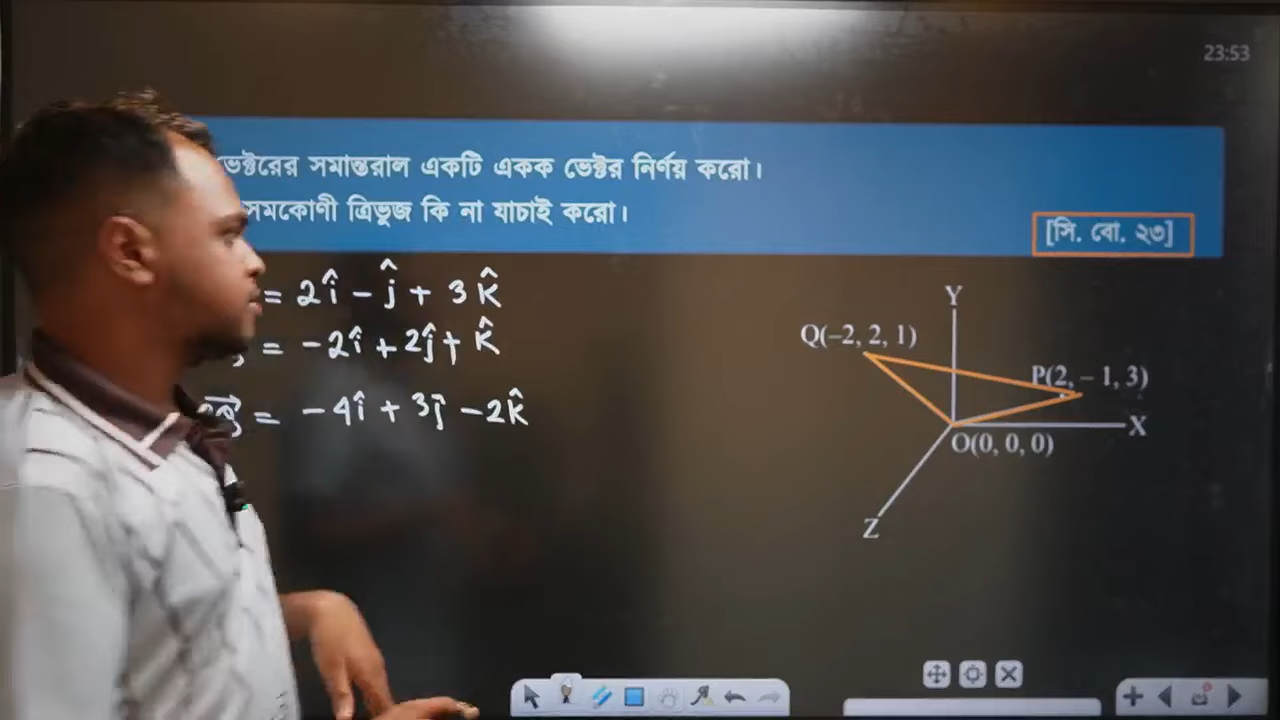 23:53
ভেক্টরের সমান্তরাল একটি একক ভেক্টর নির্ণয় করো।
সমকোণী ত্রিভুজ কি না যাচাই করো।
[সি. বো. ২৩]
= 2î - ĵ + 3k̂
= -2î + 2ĵ + k̂
= -4î + 3ĵ - 2k̂
Y
Q(–2, 2, 1)
P(2, – 1, 3)
X
O(0, 0, 0)
Z